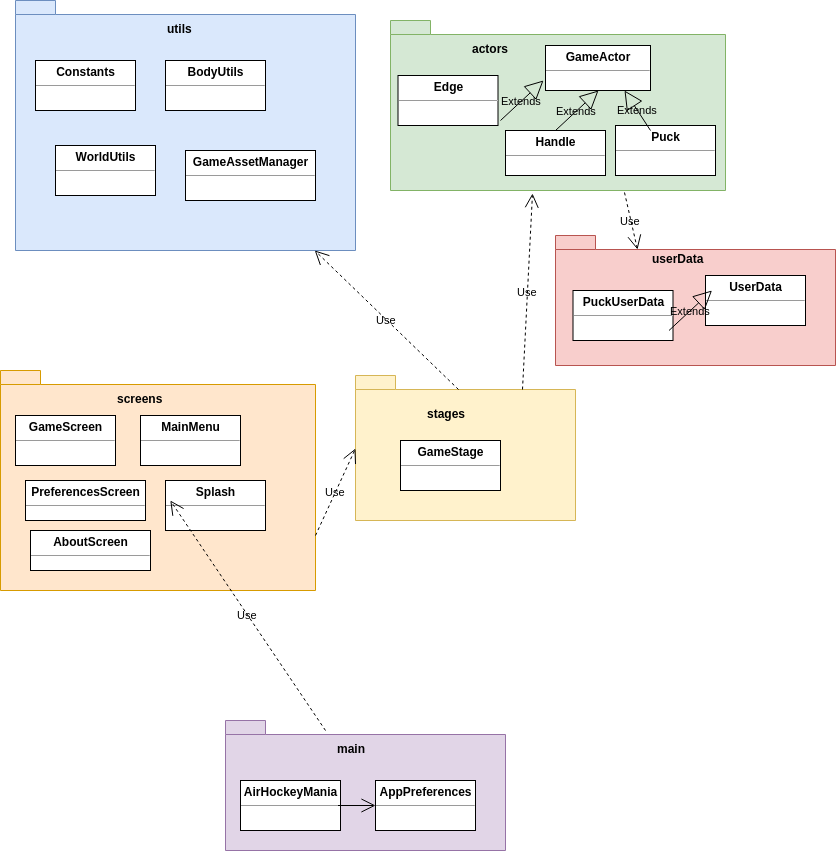 utils
Constants
BodyUtils
WorldUtils
GameAssetManager
actors
GameActor
Edge
Extends
Extends
Extends
Handle
Puck
Use
userData
UserData
PuckUserData
Extends
Use
Use
screens
GameScreen
MainMenu
PreferencesScreen
Splash
AboutScreen
Use
stages
GameStage
Use
main
AirHockeyMania
AppPreferences